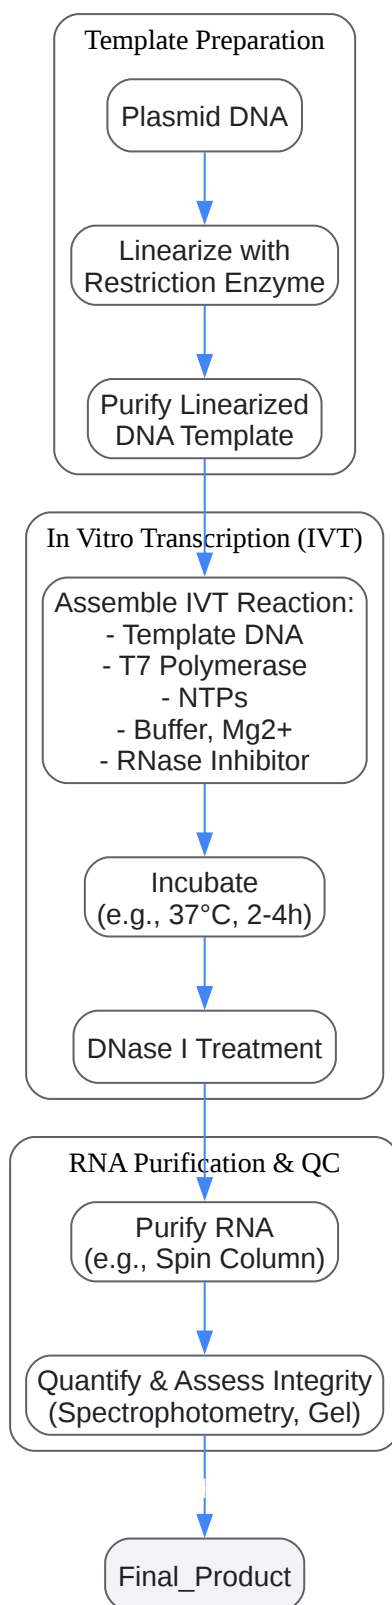 Template Preparation
Plasmid DNA
Linearize with
Restriction Enzyme
Purify Linearized
DNA Template
In Vitro Transcription (IVT)
Assemble IVT Reaction:
- Template DNA
- T7 Polymerase
- NTPs
- Buffer, Mg2+
- RNase Inhibitor
Incubate
(e.g., 37°C, 2-4h)
DNase I Treatment
RNA Purification & QC
Purify RNA
(e.g., Spin Column)
Quantify & Assess Integrity
(Spectrophotometry, Gel)
Final_Product